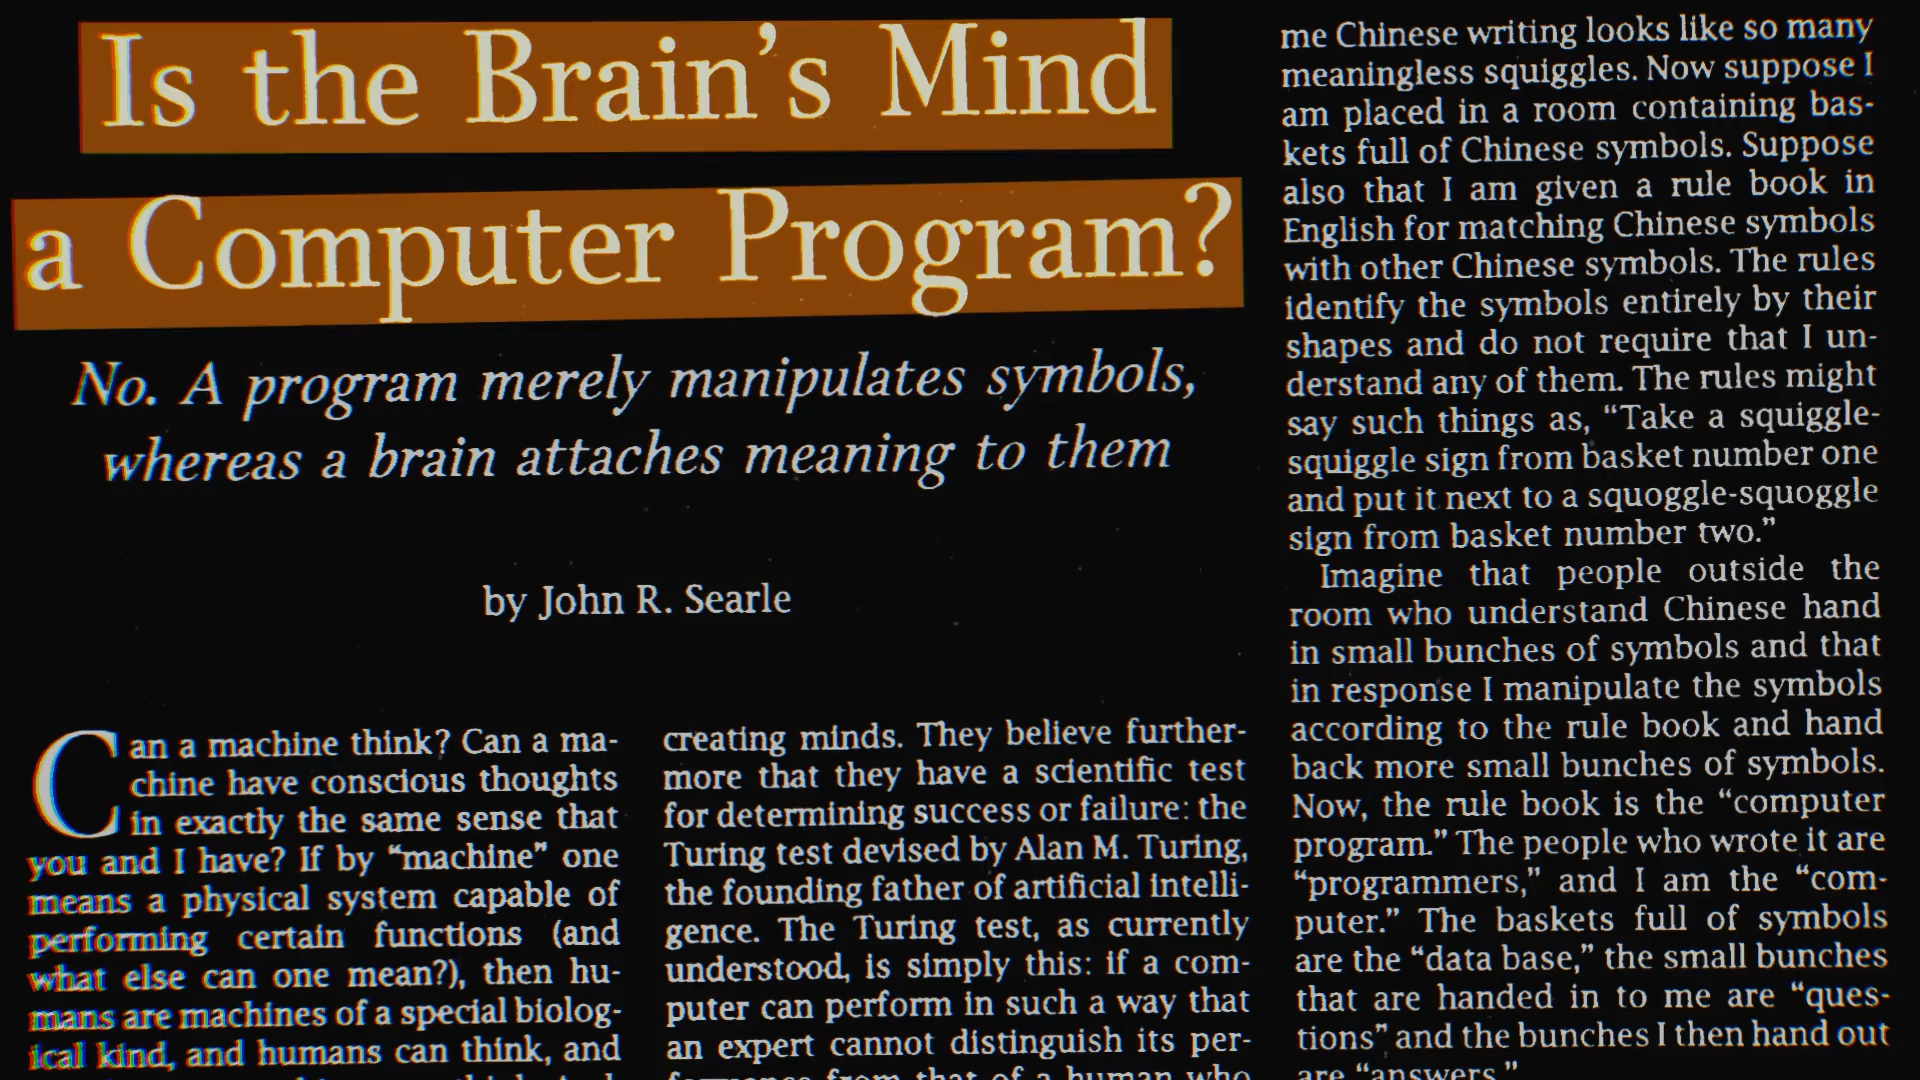 Is the Brain's Mind
a Computer Program?
No. A program merely manipulates symbols,
whereas a brain attaches meaning to them
by John R. Searle
Can a machine think? Can a ma-
chine have conscious thoughts
in exactly the same sense that
you and I have? If by “machine” one
means a physical system capable of
performing certain functions (and
what else can one mean?), then hu-
mans are machines of a special biolog-
ical kind, and humans can think, and
creating minds. They believe further-
more that they have a scientific test
for determining success or failure: the
Turing test devised by Alan M. Turing,
the founding father of artificial intelli-
gence. The Turing test, as currently
understood, is simply this: if a com-
puter can perform in such a way that
an expert cannot distinguish its per-
formance from that of a human who
me Chinese writing looks like so many
meaningless squiggles. Now suppose I
am placed in a room containing bas-
kets full of Chinese symbols. Suppose
also that I am given a rule book in
English for matching Chinese symbols
with other Chinese symbols. The rules
identify the symbols entirely by their
shapes and do not require that I un-
derstand any of them. The rules might
say such things as, “Take a squiggle-
squiggle sign from basket number one
and put it next to a squoggle-squoggle
sign from basket number two.”
Imagine that people outside the
room who understand Chinese hand
in small bunches of symbols and that
in response I manipulate the symbols
according to the rule book and hand
back more small bunches of symbols.
Now, the rule book is the “computer
program.” The people who wrote it are
“programmers,” and I am the “com-
puter.” The baskets full of symbols
are the “data base,” the small bunches
that are handed in to me are “ques-
tions” and the bunches I then hand out
are “answers.”